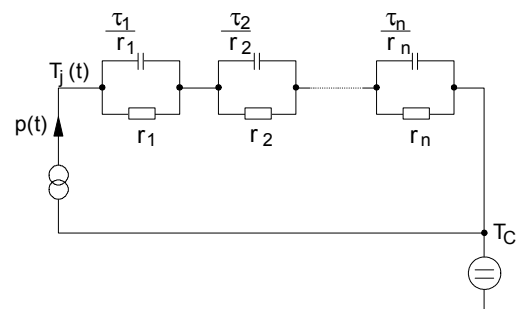 τ1 τ2 τn
r1 r2 rn
Tj (t)
p(t)
r1 r2 rn
TC